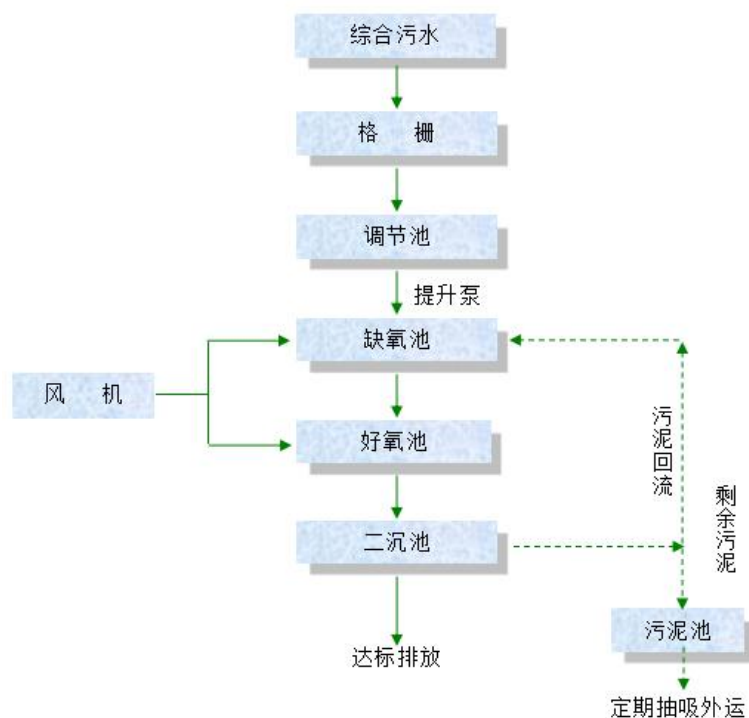 综合污水
格 栅
调节池
提升泵
缺氧池
风 机
好氧池
污泥回流
剩余污泥
二沉池
污泥池
达标排放
定期抽吸外运